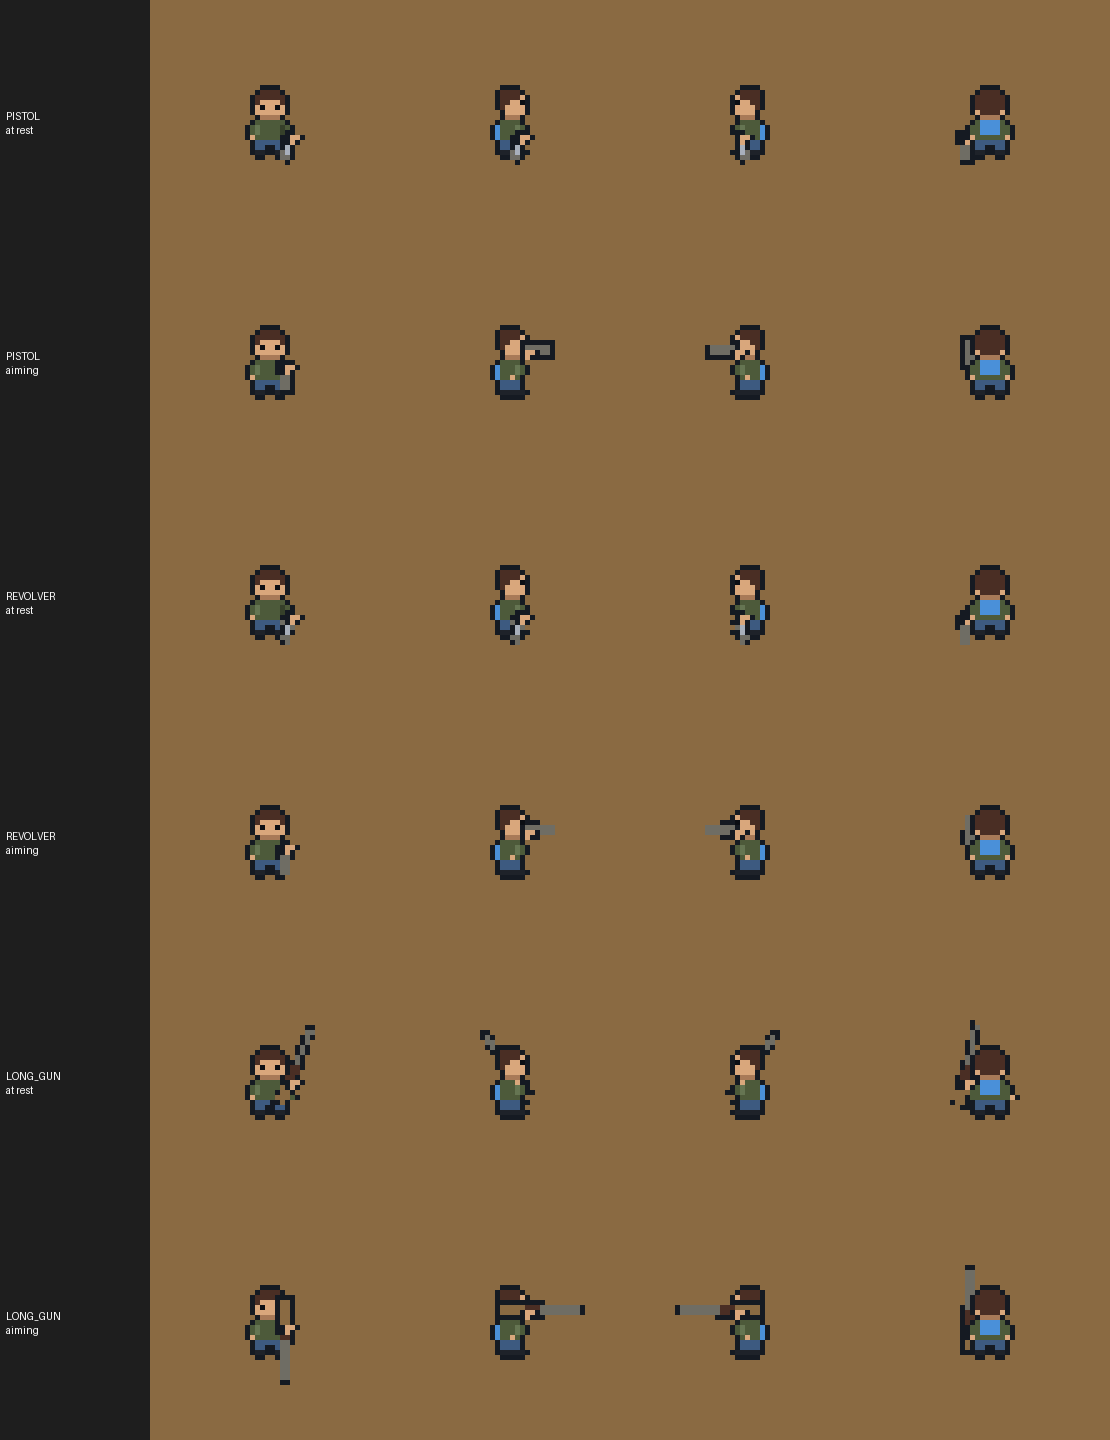 PISTOL
at rest
PISTOL
aiming
REVOLVER
at rest
REVOLVER
aiming
LONG_GUN
at rest
LONG_GUN
aiming